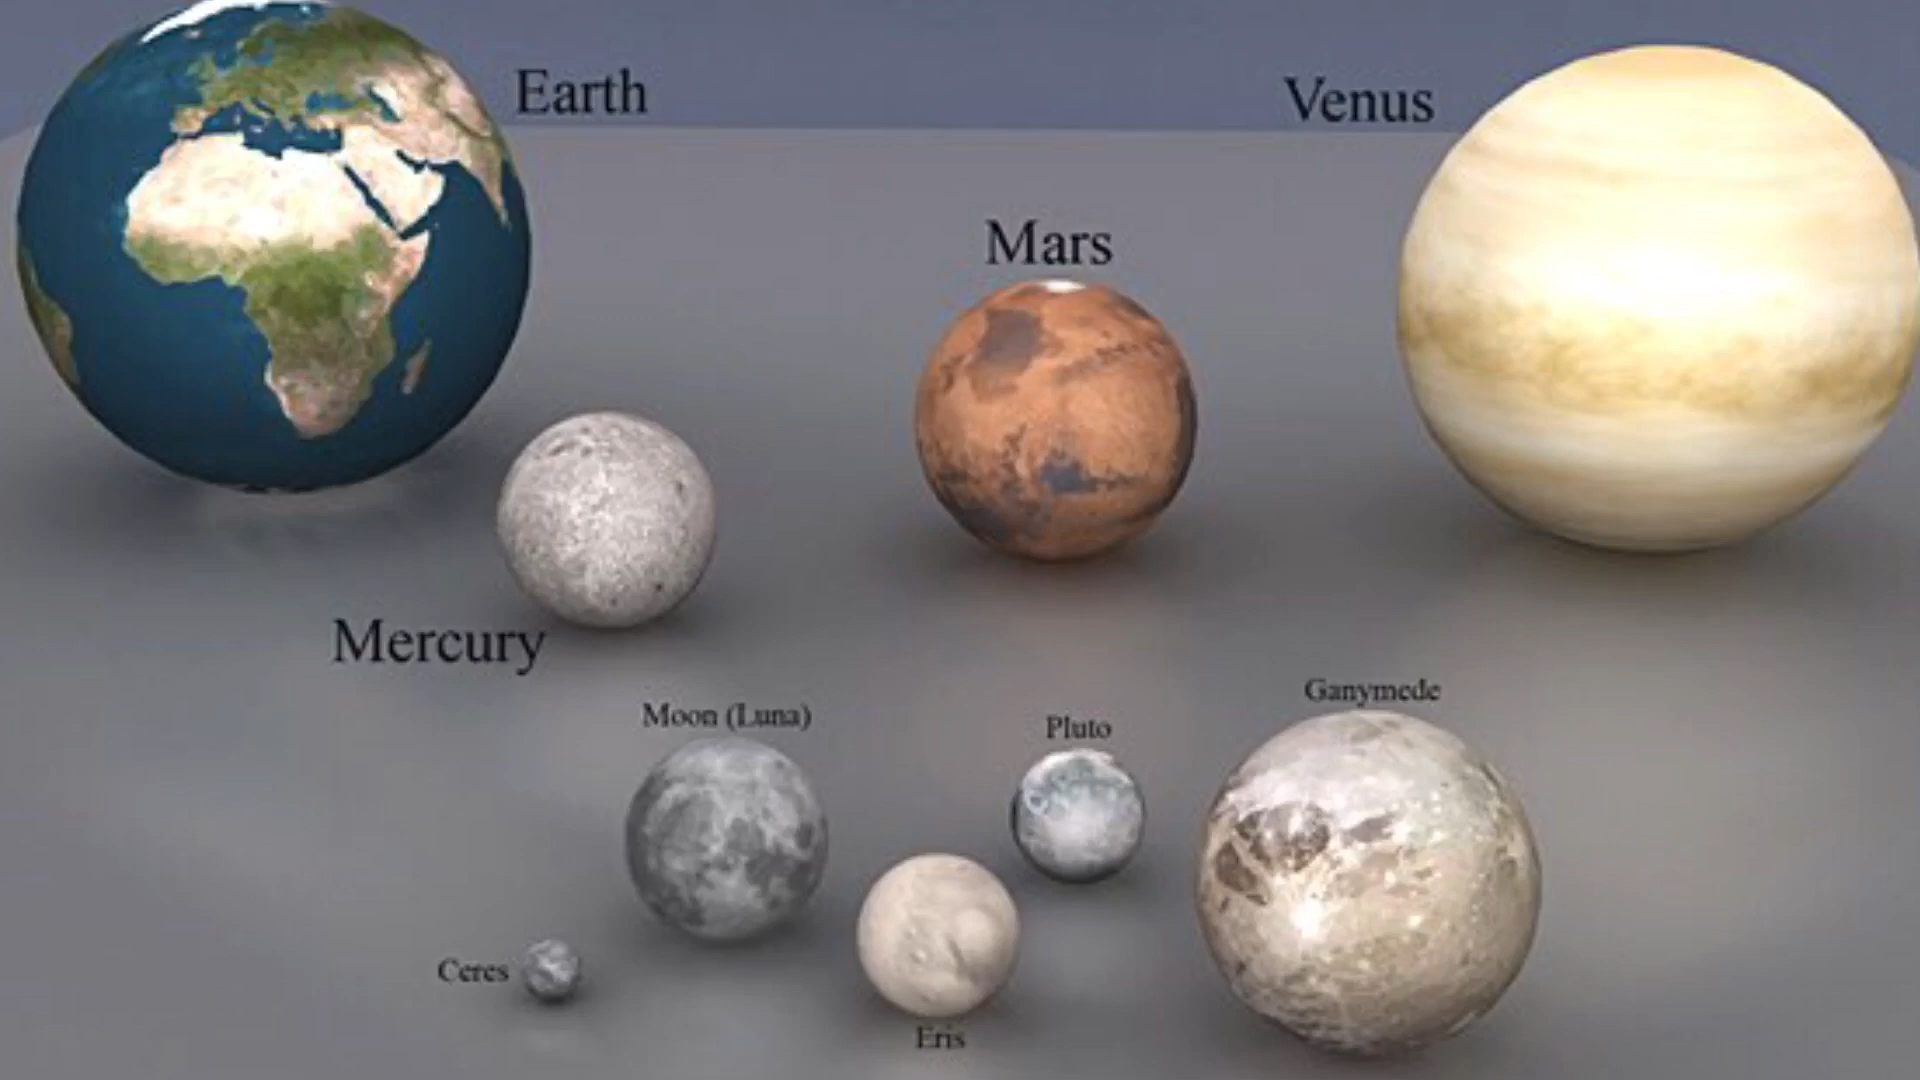 Earth
Venus
Mars
Mercury
Ganymede
Moon (Luna)
Pluto
Ceres
Eris